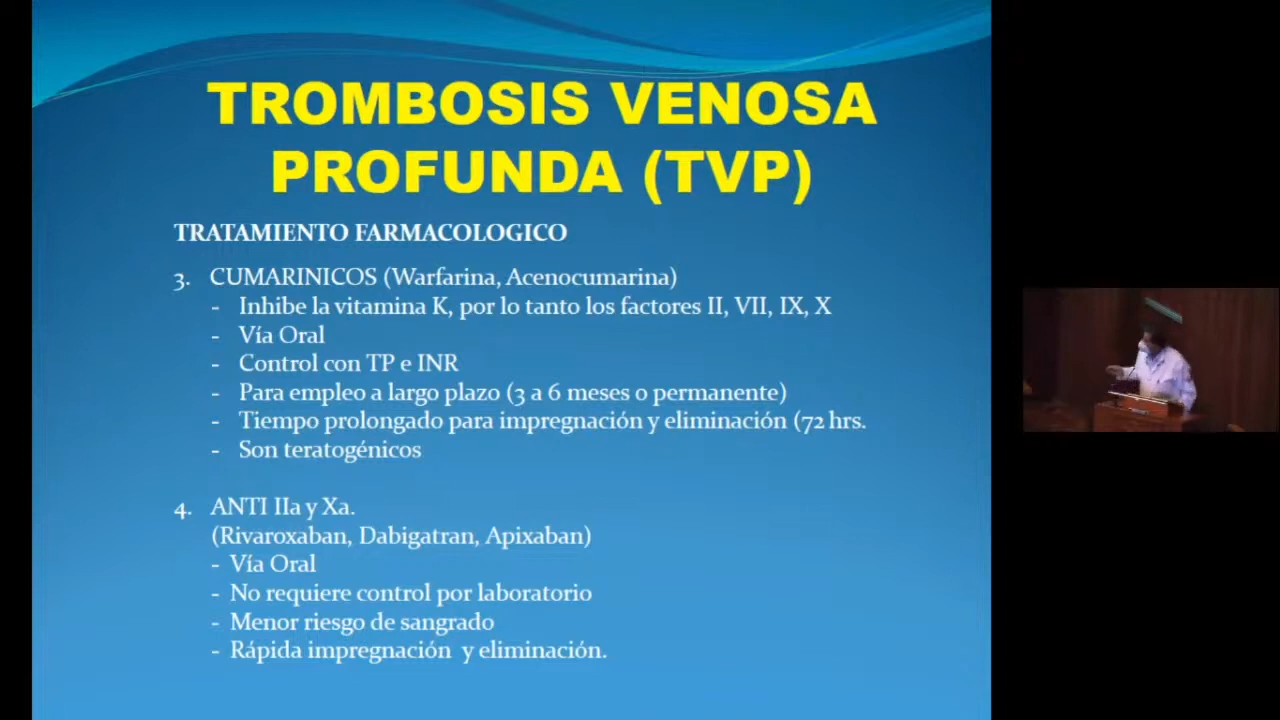 TROMBOSIS VENOSA
PROFUNDA (TVP)
TRATAMIENTO FARMACOLOGICO
3. CUMARINICOS (Warfarina, Acenocumarina)
- Inhibe la vitamina K, por lo tanto los factores II, VII, IX, X
- Vía Oral
- Control con TP e INR
- Para empleo a largo plazo (3 a 6 meses o permanente)
- Tiempo prolongado para impregnación y eliminación (72 hrs.
- Son teratogénicos
4. ANTI IIa y Xa.
(Rivaroxaban, Dabigatran, Apixaban)
- Vía Oral
- No requiere control por laboratorio
- Menor riesgo de sangrado
- Rápida impregnación y eliminación.